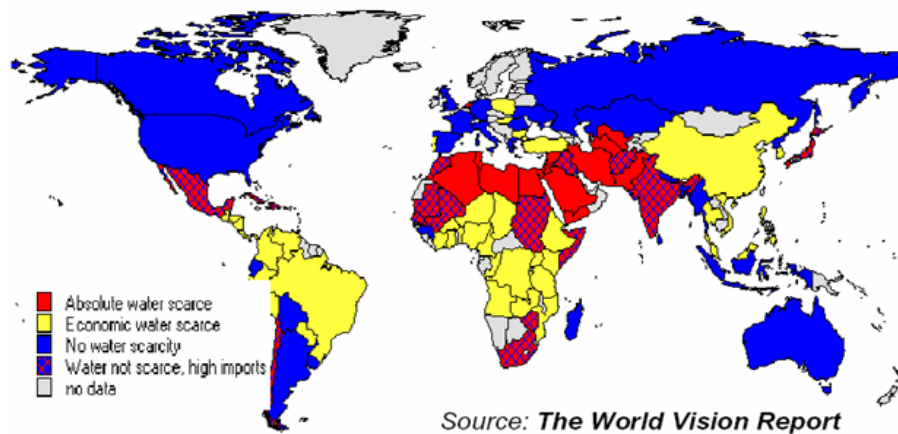 Absolute water scarce
Economic water scarce
No water scarcity
Water not scarce, high imports
no data
Source: The World Vision Report